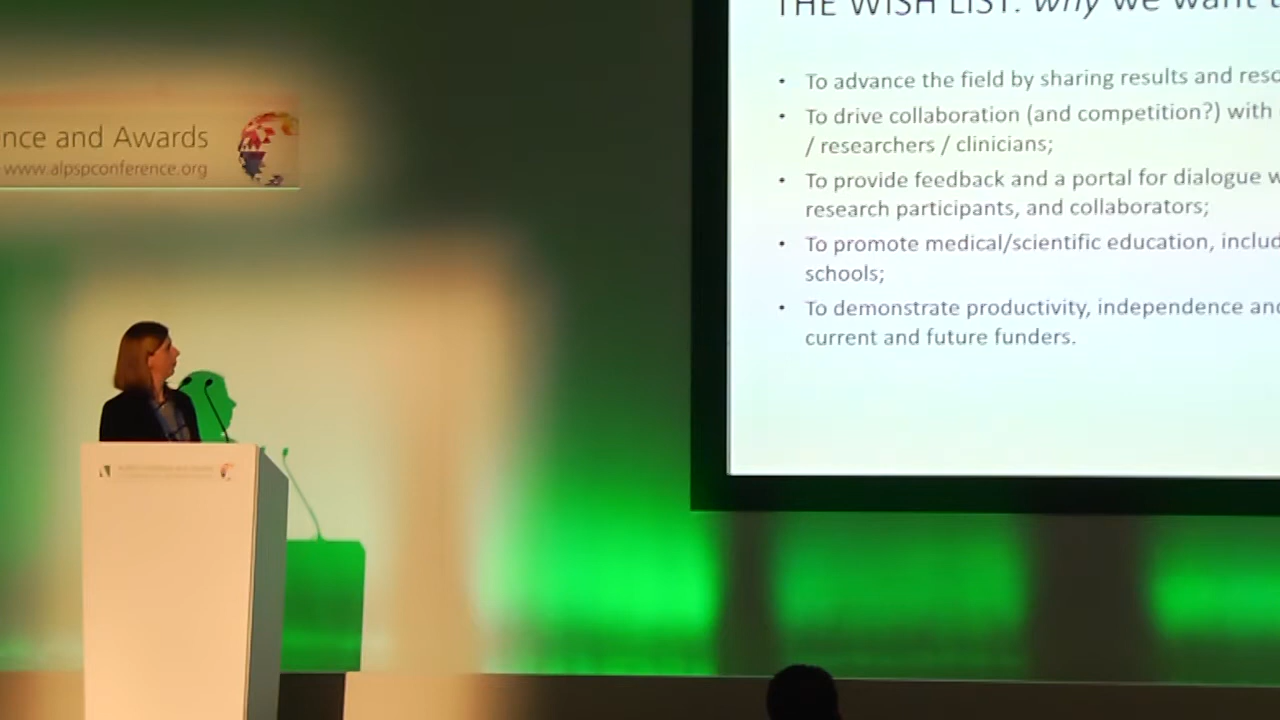 nce and Awards
www.alpspconference.org
THE WISH LIST: why we want t
• To advance the field by sharing results and reso
• To drive collaboration (and competition?) with
/ researchers / clinicians;
• To provide feedback and a portal for dialogue w
research participants, and collaborators;
• To promote medical/scientific education, includ
schools;
• To demonstrate productivity, independence and
current and future funders.